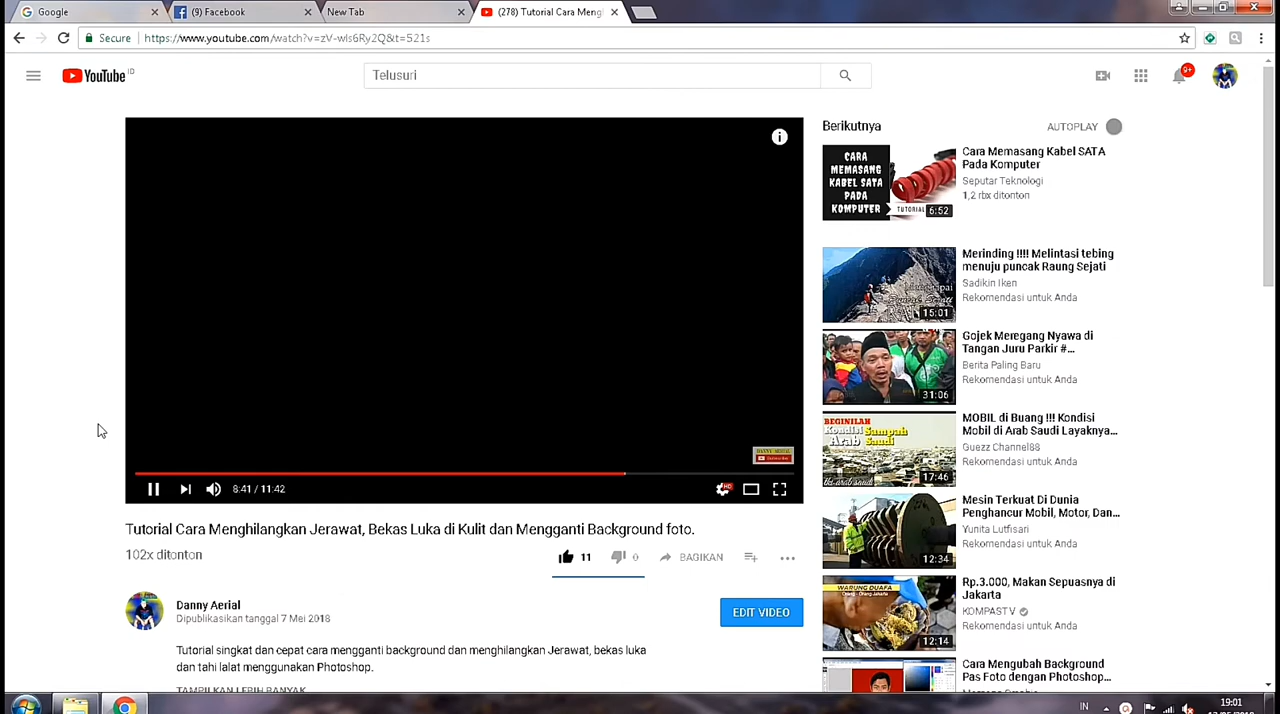 Google
(9) Facebook
New Tab
(278) Tutorial Cara Mengl
Secure
https://www.youtube.com/watch?v=zV-wls6Ry2Q&t=521s
YouTube ID
Telusuri
9+
Berikutnya
AUTOPLAY
CARA
MEMASANG
KABEL SATA
PADA
KOMPUTER
TUTORIAL
6:52
Cara Memasang Kabel SATA
Pada Komputer
Seputar Teknologi
1,2 rbx ditonton
15:01
Merinding !!!! Melintasi tebing
menuju puncak Raung Sejati
Sadikin Iken
Rekomendasi untuk Anda
31:06
Gojek Meregang Nyawa di
Tangan Juru Parkir #...
Berita Paling Baru
Rekomendasi untuk Anda
BEGINILAH
Kondisi Sampah
Arab Saudi
17:46
MOBIL di Buang !!! Kondisi
Mobil di Arab Saudi Layaknya...
Guezz Channel88
Rekomendasi untuk Anda
12:34
Mesin Terkuat Di Dunia
Penghancur Mobil, Motor, Dan...
Yunita Lutfisari
Rekomendasi untuk Anda
WARUNG DUAFA
12:14
Rp.3.000, Makan Sepuasnya di
Jakarta
KOMPASTV
Rekomendasi untuk Anda
Cara Mengubah Background
Pas Foto dengan Photoshop...
DANNY AERIAL
8:41 / 11:42
HD
Tutorial Cara Menghilangkan Jerawat, Bekas Luka di Kulit dan Mengganti Background foto.
102x ditonton
11
0
BAGIKAN
Danny Aerial
Dipublikasikan tanggal 7 Mei 2018
EDIT VIDEO
Tutorial singkat dan cepat cara mengganti background dan menghilangkan Jerawat, bekas luka
dan tahi lalat menggunakan Photoshop.
TAMPILKAN LEBIH BANYAK
IN
19:01